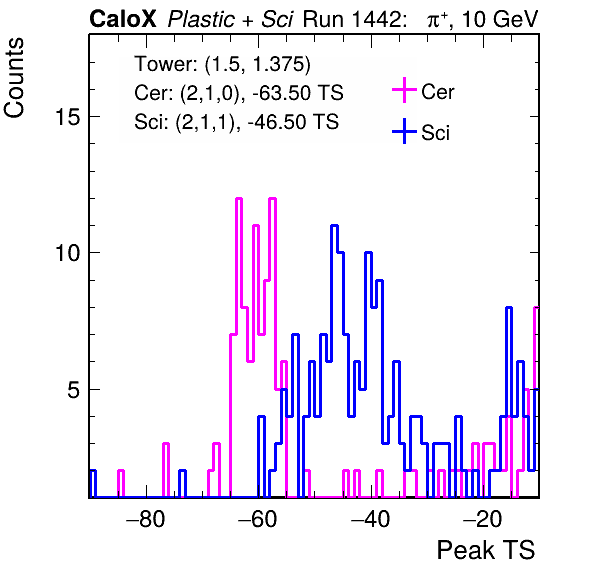 CaloX Plastic + Sci Run 1442: π⁺, 10 GeV
Counts
Tower: (1.5, 1.375)
Cer: (2,1,0), -63.50 TS
Sci: (2,1,1), -46.50 TS
Cer
Sci
15
10
5
−80 −60 −40 −20
Peak TS